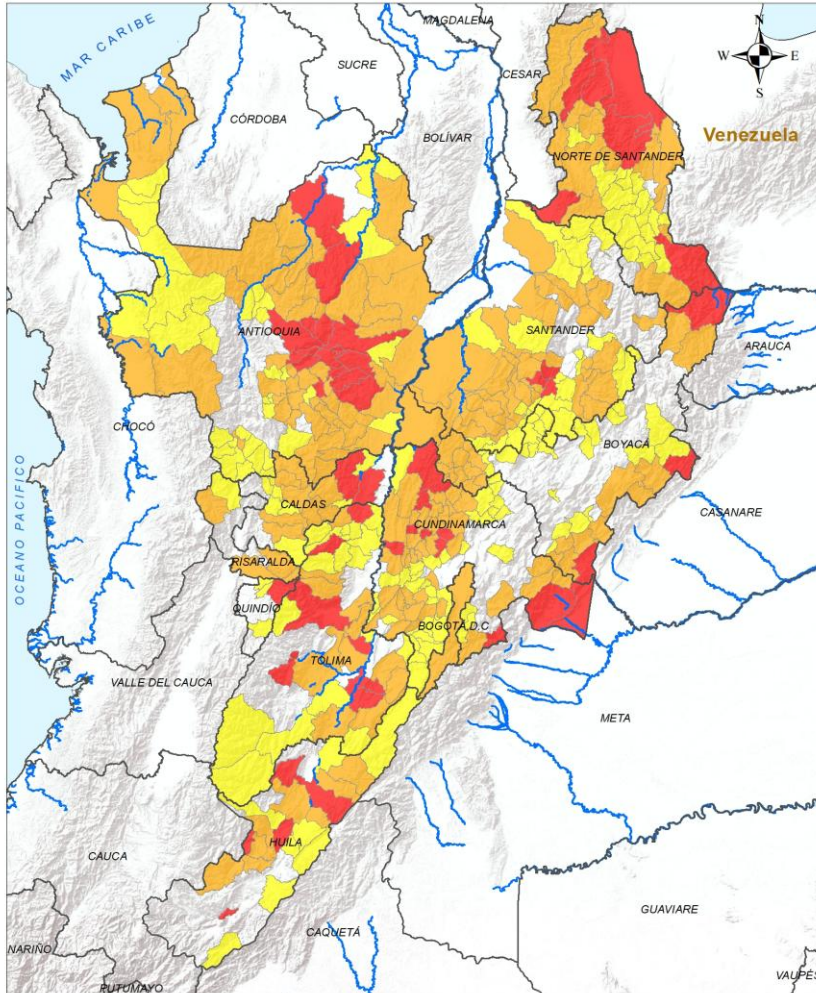 MAGDALENA
N
W E
S
MAR CARIBE
SUCRE
CESAR
CÓRDOBA
BOLÍVAR
Venezuela
NORTE DE SANTANDER
ANTIOQUIA
SANTANDER
ARAUCA
CHOCÓ
BOYACÁ
OCEANO PACIFICO
CALDAS
CUNDINAMARCA
CASANARE
RISARALDA
QUINDÍO
BOGOTÁ D.C
TOLIMA
VALLE DEL CAUCA
META
HUILA
CAUCA
GUAVIARE
CAQUETÁ
NARIÑO
PUTUMAYO
VAUPÉS